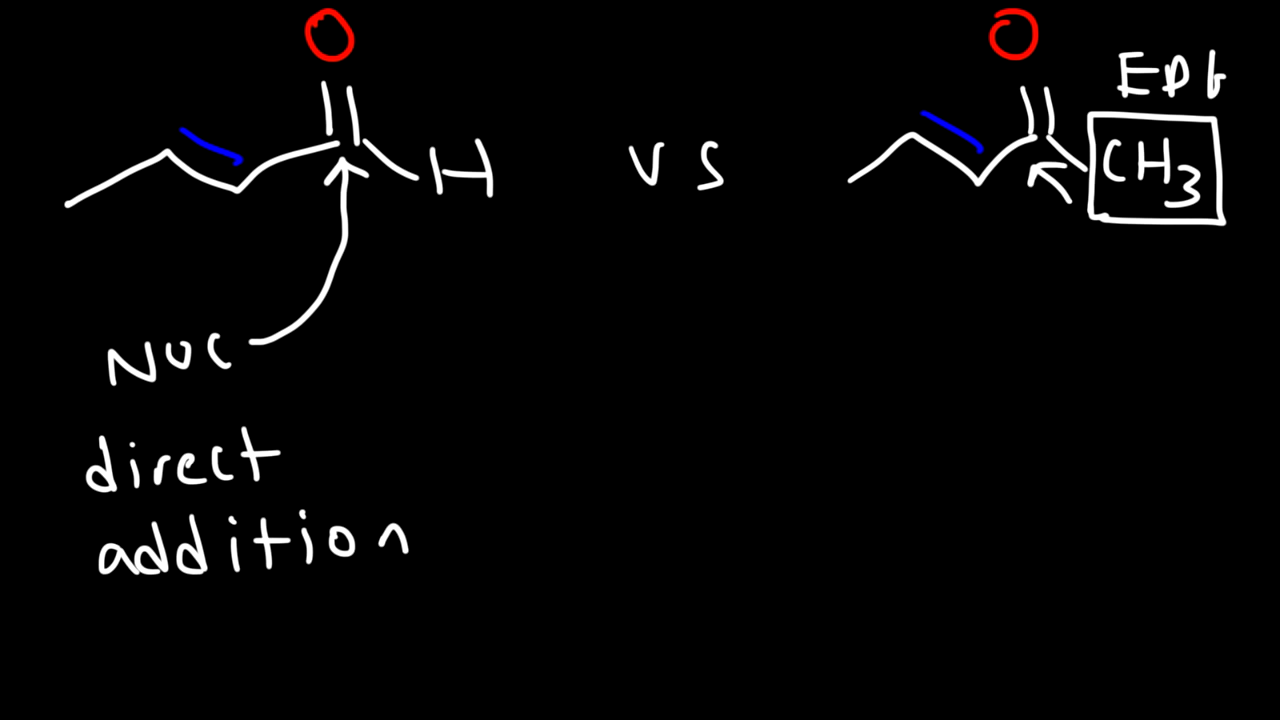 O
O
EDG
H
vs
CH3
NUC
direct
addition